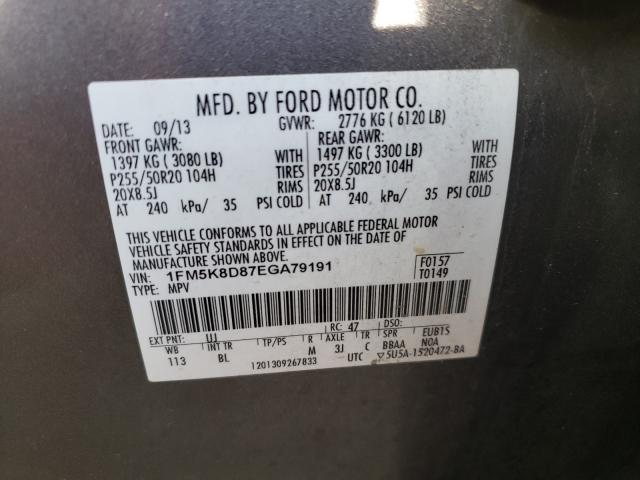 MFD. BY FORD MOTOR CO.
DATE: 09/13 GVWR: 2776 KG ( 6120 LB)
FRONT GAWR: REAR GAWR:
1397 KG ( 3080 LB) WITH 1497 KG ( 3300 LB) WITH
P255/50R20 104H TIRES P255/50R20 104H TIRES
20X8.5J RIMS 20X8.5J RIMS
AT 240 kPa/ 35 PSI COLD AT 240 kPa/ 35 PSI COLD
THIS VEHICLE CONFORMS TO ALL APPLICABLE FEDERAL MOTOR
VEHICLE SAFETY STANDARDS IN EFFECT ON THE DATE OF
MANUFACTURE SHOWN ABOVE.
VIN: 1FM5K8D87EGA79191 F0157
TYPE: MPV T0149
EXT PNT: UJ RC: 47 DSO:
WB INT TR TP/PS R AXLE TR SPR EUB1S
113 BL M 3J C BBAA NOA
1201309267833 UTC 5U5A-1520472-BA